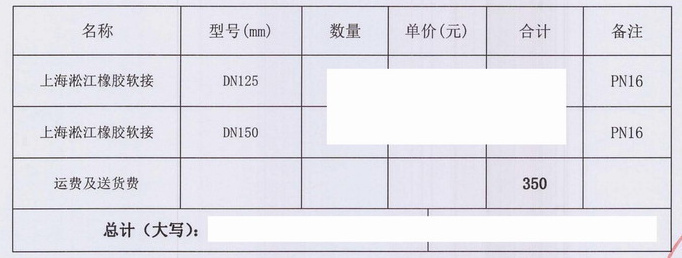 名称 型号(mm) 数量 单价(元) 合计 备注
上海淞江橡胶软接 DN125 PN16
上海淞江橡胶软接 DN150 PN16
运费及送货费 350
总计（大写）: